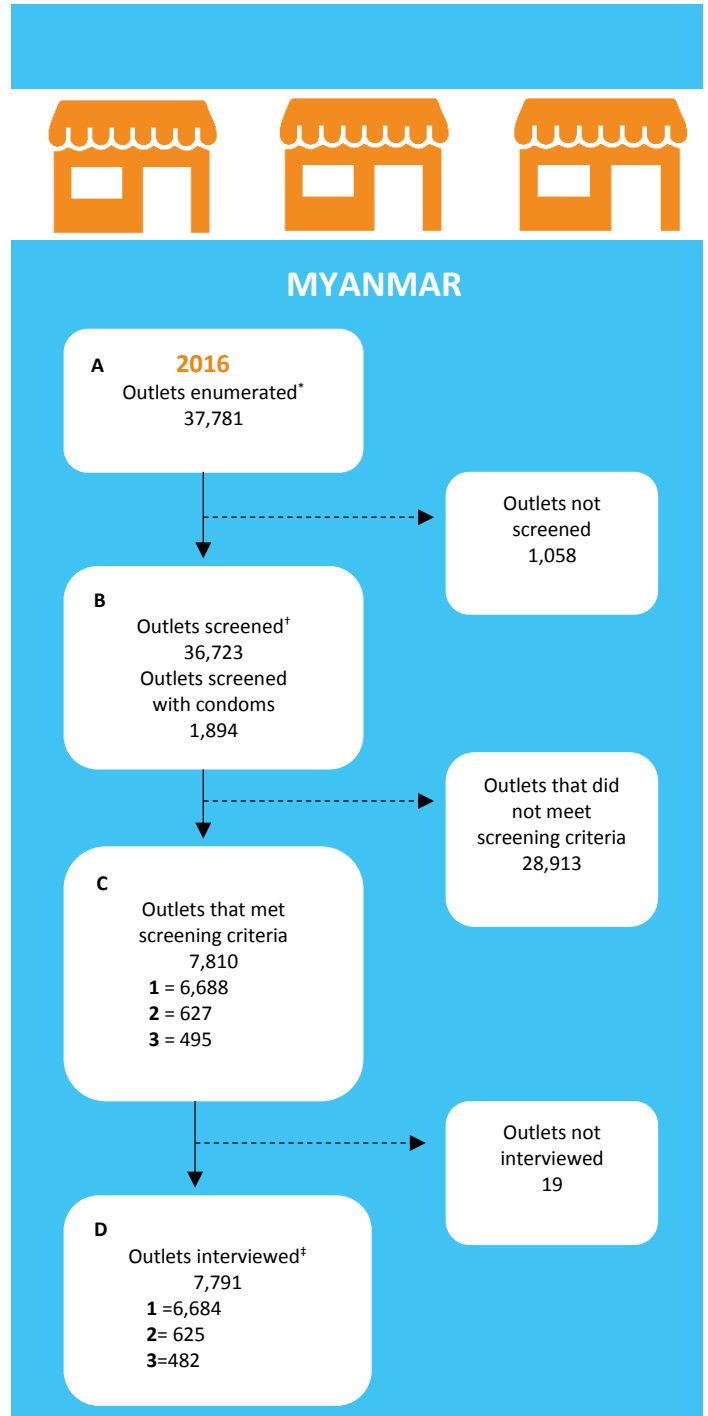 MYANMAR
A 2016
Outlets enumerated*
37,781
Outlets not
screened
1,058
B
Outlets screened†
36,723
Outlets screened
with condoms
1,894
Outlets that did
not meet
screening criteria
28,913
C
Outlets that met
screening criteria
7,810
1 = 6,688
2 = 627
3 = 495
Outlets not
interviewed
19
D
Outlets interviewed‡
7,791
1 =6,684
2= 625
3=482